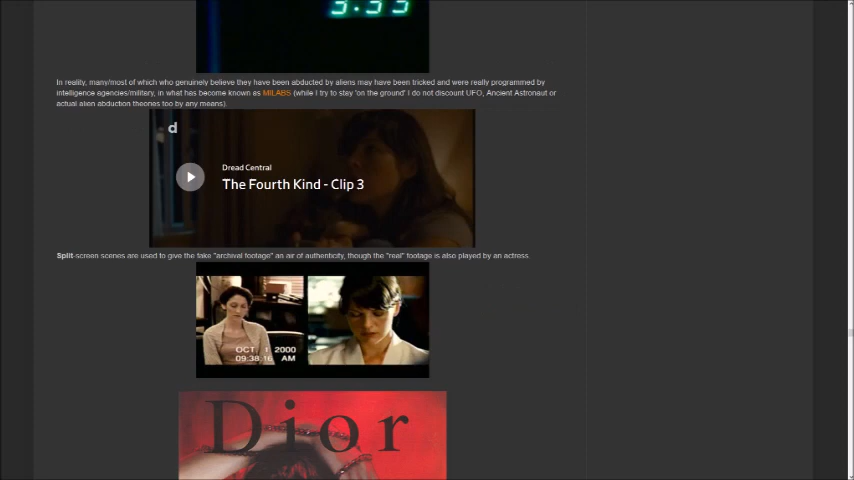 3:33
In reality, many/most of which who genuinely believe they have been abducted by aliens may have been tricked and were really programmed by
intelligence agencies/military, in what has become known as MILABS (while I try to stay 'on the ground' I do not discount UFO, Ancient Astronaut or
actual alien abduction theories too by any means).
d
Dread Central
The Fourth Kind - Clip 3
Split-screen scenes are used to give the fake "archival footage" an air of authenticity, though the "real" footage is also played by an actress.
OCT 1 2000
09:38:16 AM
Dior